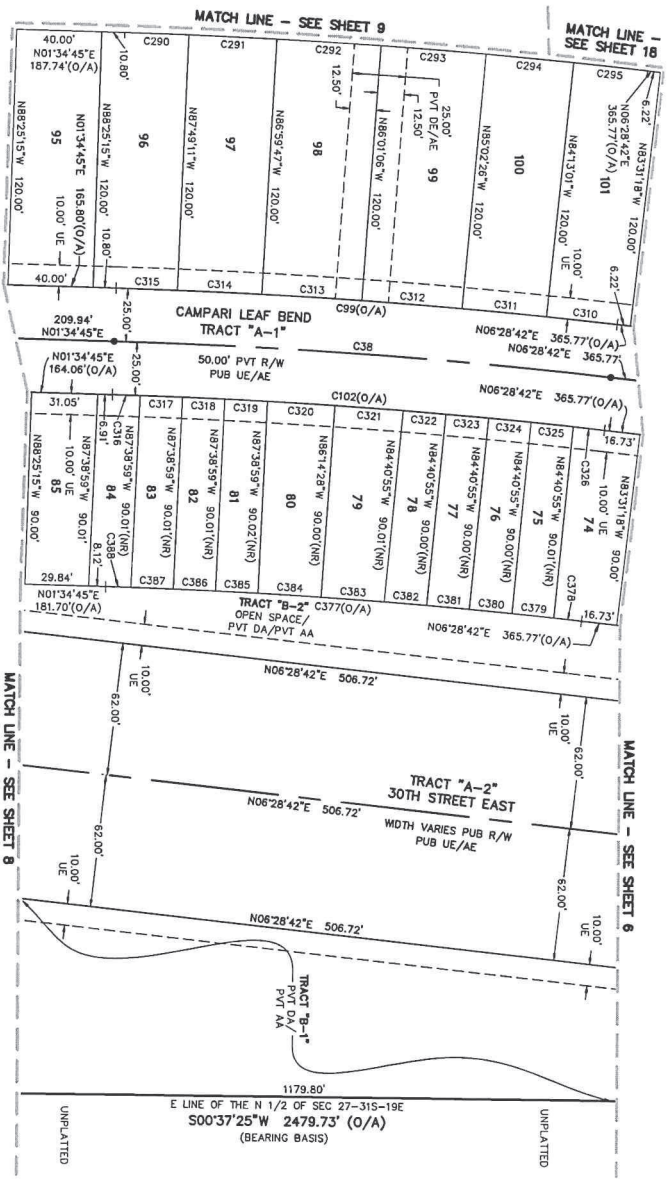 MATCH LINE - SEE SHEET 9
MATCH LINE -
SEE SHEET 18
40.00'
N01°34'45"E
187.74'(O/A)
10.80'
C290
C291
C292
C293
C294
C295
6.22'
N06°28'42"E
365.77'(O/A)
N83°31'18"W 120.00'
12.50'
25.00'
PVT DE/AE
12.50'
N88°25'15"W 120.00'
95
N01°34'45"E 165.80'(O/A)
10.00' UE
N88°25'15"W 120.00'
10.80'
96
N87°49'11"W 120.00'
97
N86°59'47"W 120.00'
98
N86°01'06"W 120.00'
99
N85°02'26"W 120.00'
100
N84°13'01"W 120.00'
10.00'
UE
101
6.22'
40.00'
C315
C314
C313
C99(O/A)
C312
C311
C310
N06°28'42"E 365.77'(O/A)
N06°28'42"E 365.77'
209.94'
N01°34'45"E
25.00'
CAMPARI LEAF BEND
TRACT "A-1"
C38
25.00'
50.00' PVT R/W
PUB UE/AE
N01°34'45"E
164.06'(O/A)
N06°28'42"E 365.77'(O/A)
C102(O/A)
31.05'
6.91'
C316
C317
C318
C319
C320
C321
C322
C323
C324
C325
C326
16.73'
N88°25'15"W 90.00'
85
10.00' UE
N87°38'59"W 90.01'
84
8.12'
N87°38'59"W 90.01'(NR)
83
N87°38'59"W 90.01'(NR)
82
N87°38'59"W 90.01'(NR)
81
N87°38'59"W 90.02'(NR)
80
N86°14'28"W 90.00'(NR)
79
N84°40'55"W 90.00'(NR)
78
N84°40'55"W 90.00'(NR)
77
N84°40'55"W 90.00'(NR)
76
N84°40'55"W 90.01'(NR)
75
N84°40'55"W 90.01'(NR)
74
10.00' UE
N83°31'18"W 90.00'
29.84'
C388
C387
C386
C385
C384
C383
C382
C381
C380
C379
C378
16.73'
N01°34'45"E
181.70'(O/A)
TRACT "B-2" C377(O/A)
OPEN SPACE/
PVT DA/PVT AA
N06°28'42"E 365.77'(O/A)
10.00'
UE
N06°28'42"E 506.72'
10.00'
UE
62.00'
62.00'
TRACT "A-2"
30TH STREET EAST
N06°28'42"E 506.72'
WIDTH VARIES PUB R/W
PUB UE/AE
62.00'
62.00'
10.00'
UE
N06°28'42"E 506.72'
10.00'
UE
TRACT "B-1"
PVT DA/
PVT AA
1179.80'
E LINE OF THE N 1/2 OF SEC 27-31S-19E
S00°37'25"W 2479.73' (O/A)
(BEARING BASIS)
UNPLATTED
UNPLATTED
MATCH LINE - SEE SHEET 8
MATCH LINE - SEE SHEET 6